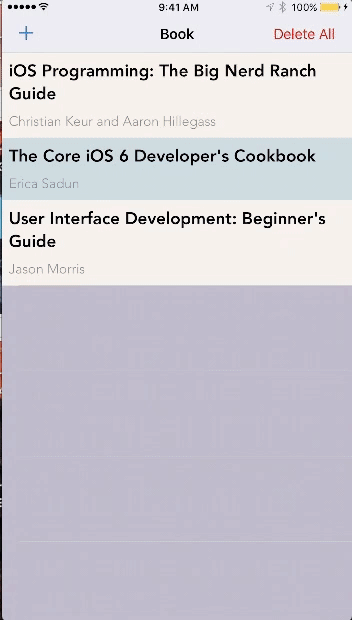 9:41 AM
100%
+
Book
Delete All
iOS Programming: The Big Nerd Ranch
Guide
Christian Keur and Aaron Hillegass
The Core iOS 6 Developer's Cookbook
Erica Sadun
User Interface Development: Beginner's
Guide
Jason Morris